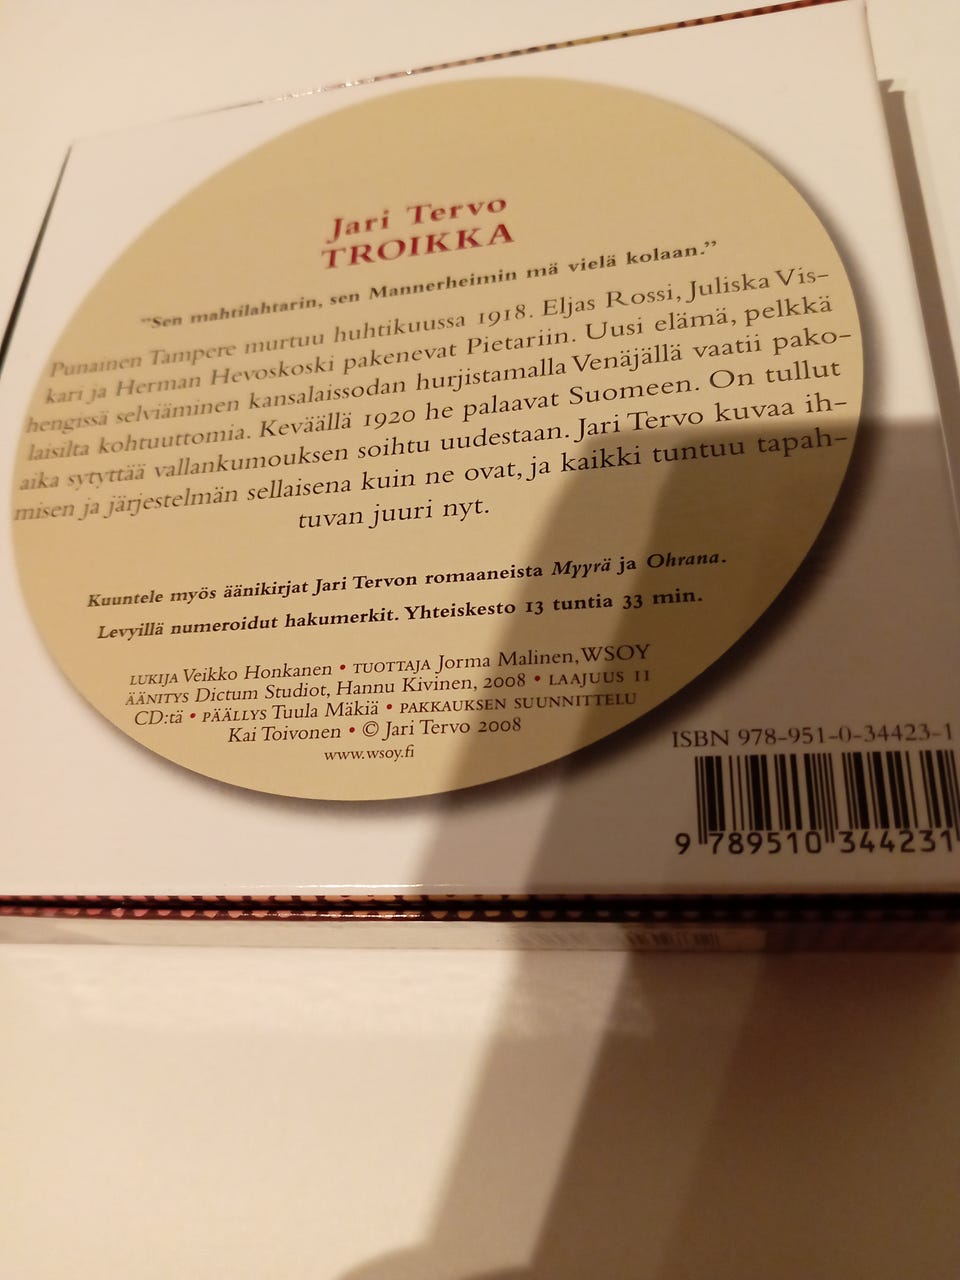 Jari Tervo
TROIKKA
"Sen mahtilahtarin, sen Mannerheimin mä vielä kolaan."
Punainen Tampere murtuu huhtikuussa 1918. Eljas Rossi, Juliska Vis-
kari ja Herman Hevoskoski pakenevat Pietariin. Uusi elämä, pelkkä
hengissä selviäminen kansalaissodan hurjistamalla Venäjällä vaatii pako-
laisilta kohtuuttomia. Keväällä 1920 he palaavat Suomeen. On tullut
aika sytyttää vallankumouksen soihtu uudestaan. Jari Tervo kuvaa ih-
misen ja järjestelmän sellaisena kuin ne ovat, ja kaikki tuntuu tapah-
tuvan juuri nyt.
Kuuntele myös äänikirjat Jari Tervon romaaneista Myyrä ja Ohrana.
Levyillä numeroidut hakumerkit. Yhteiskesto 13 tuntia 33 min.
LUKIJA Veikko Honkanen • TUOTTAJA Jorma Malinen, WSOY
ÄÄNITYS Dictum Studiot, Hannu Kivinen, 2008 • LAAJUUS 11
CD:tä • PÄÄLLYS Tuula Mäkiä • PAKKAUKSEN SUUNNITTELU
Kai Toivonen • © Jari Tervo 2008
www.wsoy.fi
ISBN 978-951-0-34423-1
9 789510 344231